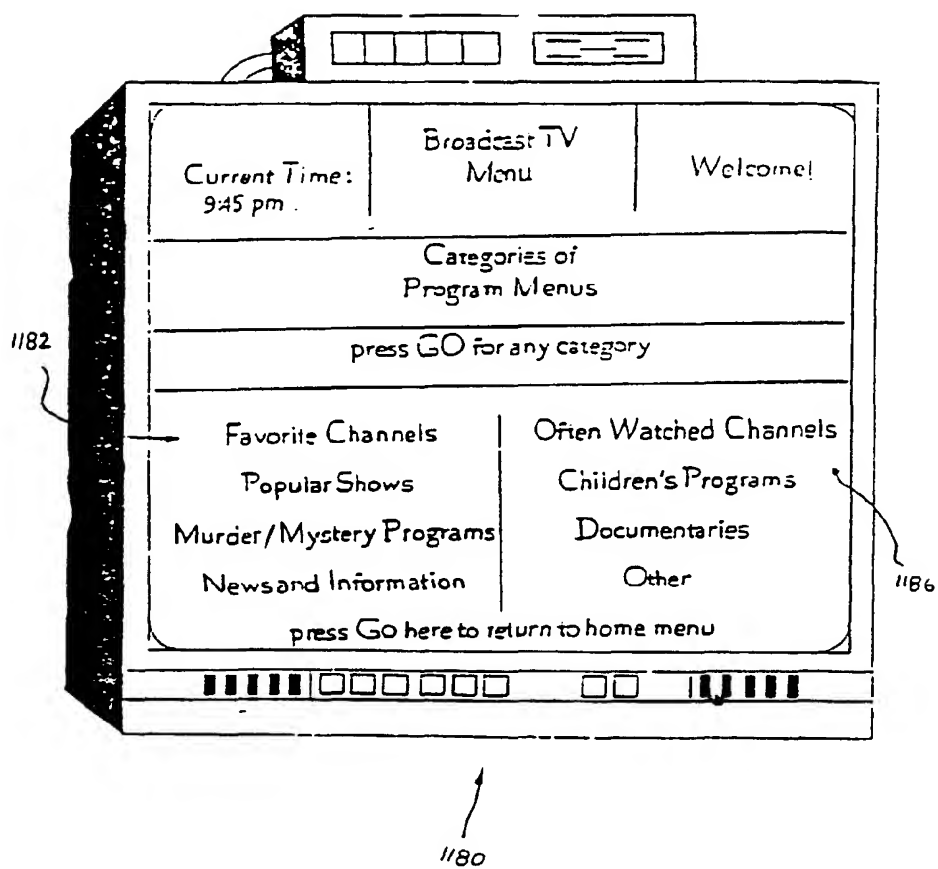 Broadcast TV
Menu
Current Time:
9:45 pm.
Welcome!
Categories of
Program Menus
press GO for any category
1182
Favorite Channels
Often Watched Channels
Popular Shows
Children's Programs
Murder/Mystery Programs
Documentaries
News and Information
Other
1186
press Go here to return to home menu
1180